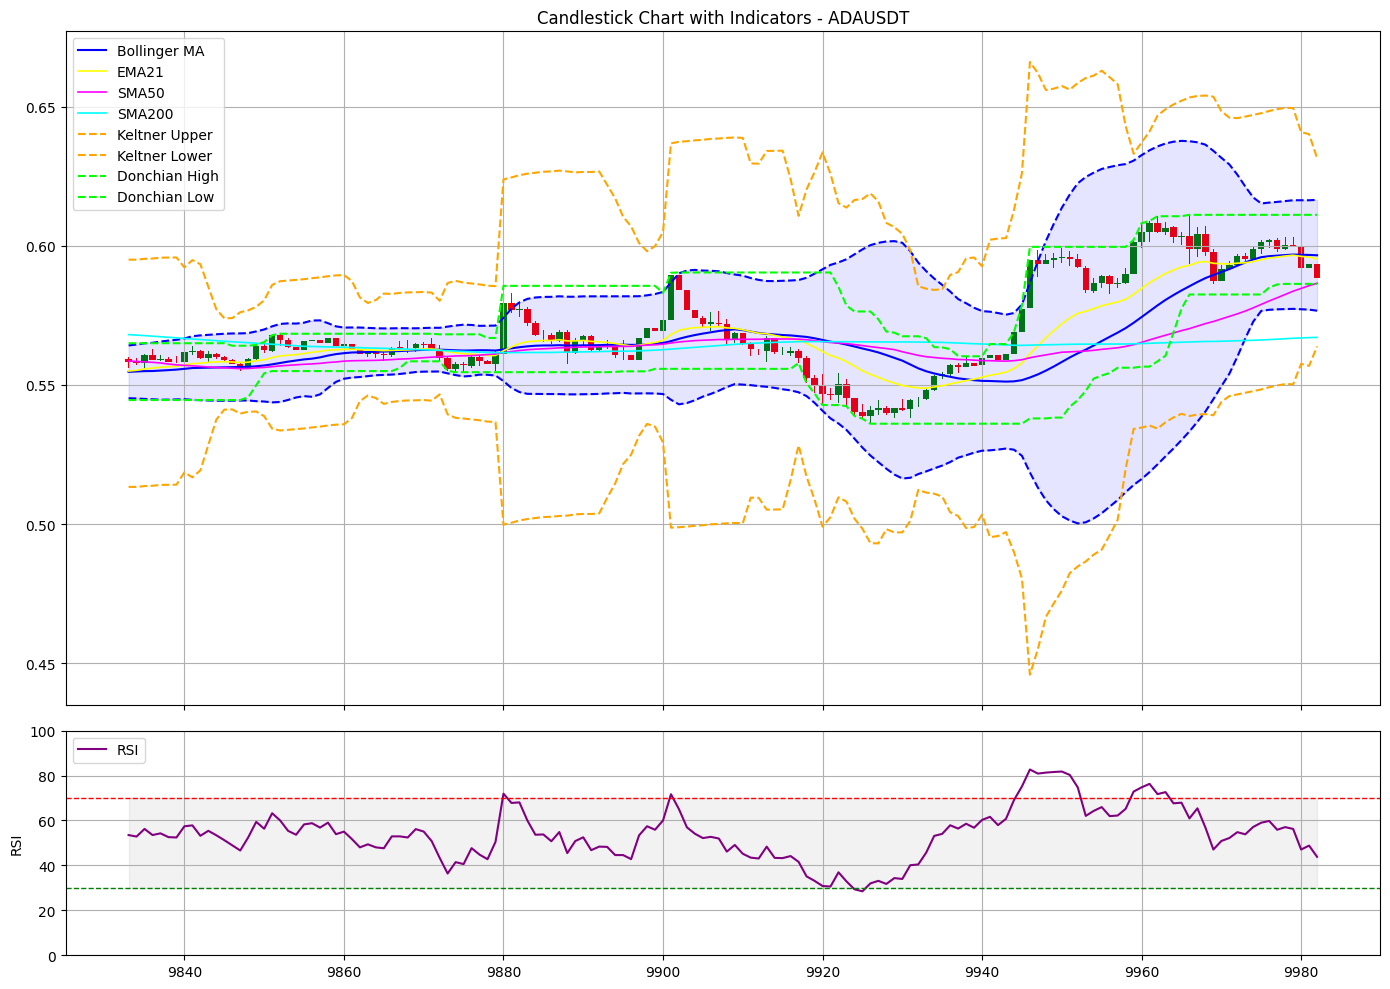 Candlestick Chart with Indicators - ADAUSDT
Bollinger MA
EMA21
SMA50
SMA200
Keltner Upper
Keltner Lower
Donchian High
Donchian Low
0.65
0.60
0.55
0.50
0.45
RSI
100
80
60
40
20
0
RSI
9840 9860 9880 9900 9920 9940 9960 9980